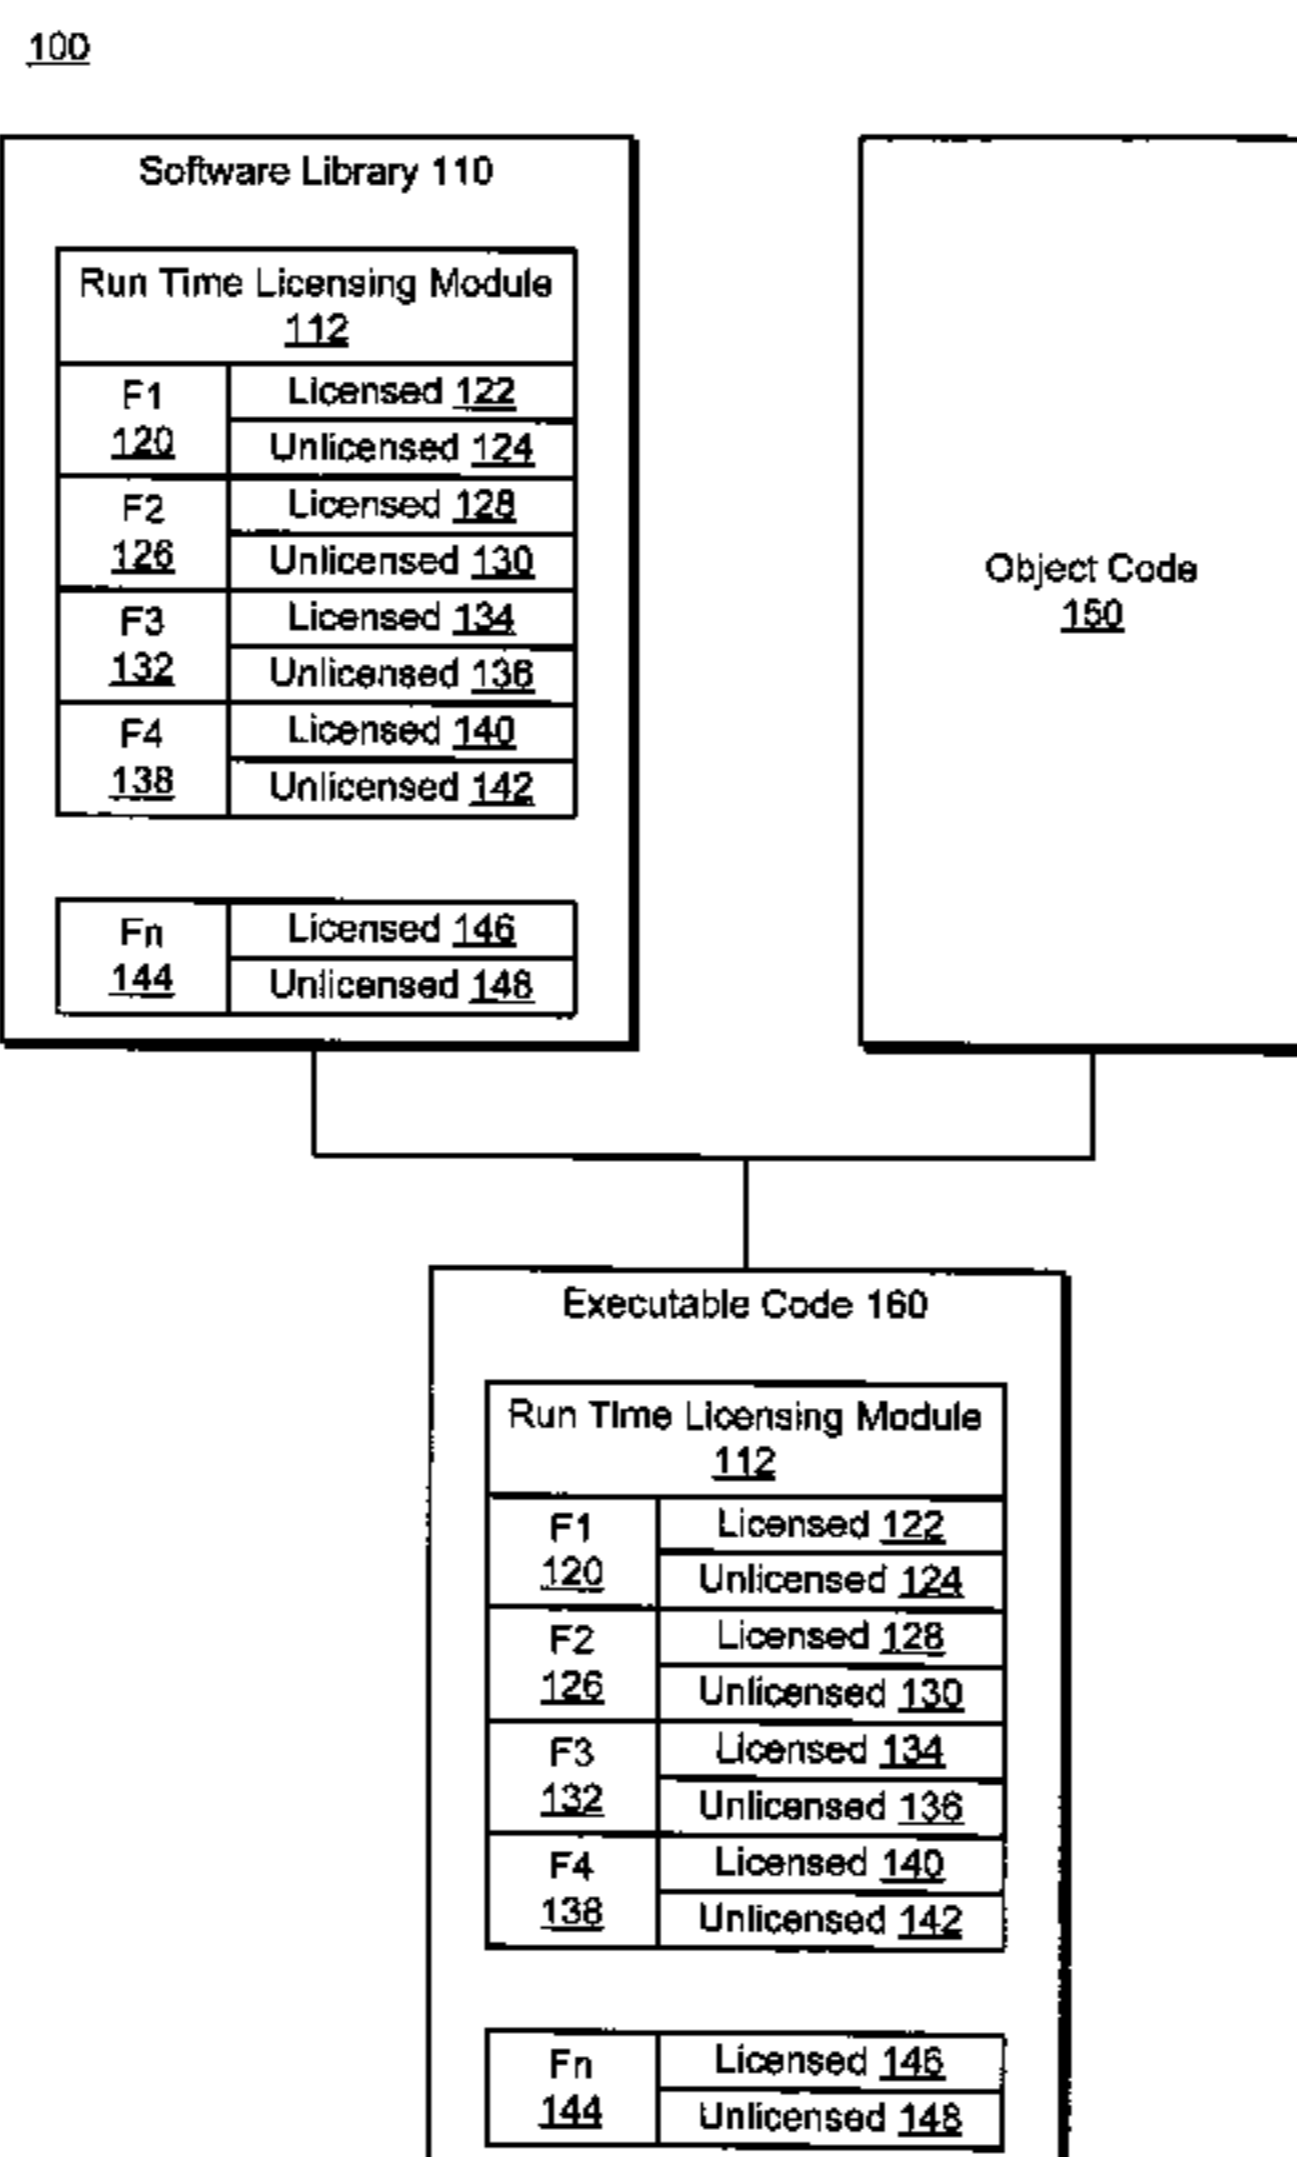 100
Software Library 110
Run Time Licensing Module
112
F1
120
Licensed 122
Unlicensed 124
F2
126
Licensed 128
Unlicensed 130
F3
132
Licensed 134
Unlicensed 136
F4
138
Licensed 140
Unlicensed 142
Fn
144
Licensed 146
Unlicensed 148
Object Code
150
Executable Code 160
Run Time Licensing Module
112
F1
120
Licensed 122
Unlicensed 124
F2
126
Licensed 128
Unlicensed 130
F3
132
Licensed 134
Unlicensed 136
F4
138
Licensed 140
Unlicensed 142
Fn
144
Licensed 146
Unlicensed 148